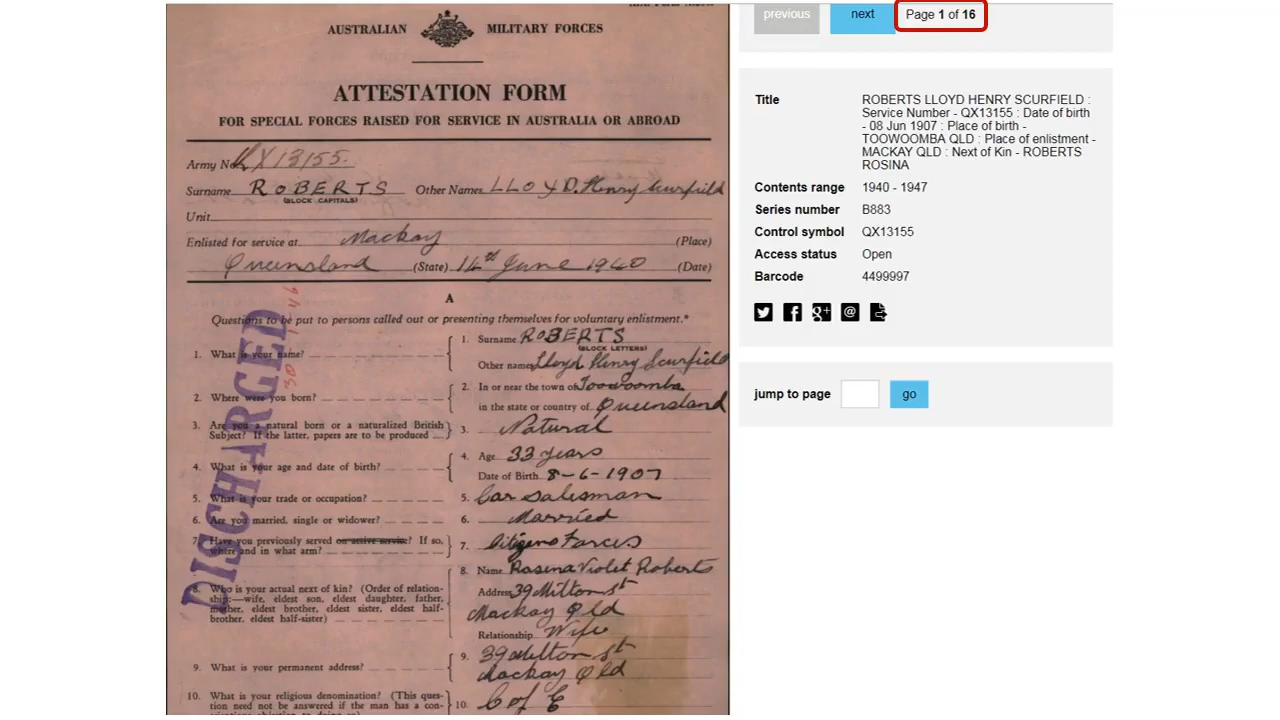 AUSTRALIAN MILITARY FORCES
ATTESTATION FORM
FOR SPECIAL FORCES RAISED FOR SERVICE IN AUSTRALIA OR ABROAD
Army No. QX13155.
Surname ROBERTS Other Names LLOYD. Henry Scurfield
(BLOCK CAPITALS)
Unit
Enlisted for service at Mackay (Place)
Queensland (State) 14th June 1940 (Date)
A
Questions to be put to persons called out or presenting themselves for voluntary enlistment.*
1. What is your name? 1. Surname ROBERTS
(BLOCK LETTERS)
Other names Lloyd Henry Scurfield
2. Where were you born? 2. In or near the town of Toowoomba
in the state or country of Queensland
3. Are you a natural born or a naturalized British 3. Natural
Subject? If the latter, papers are to be produced
4. What is your age and date of birth? 4. Age 33 years
Date of Birth 8-6-1907
5. What is your trade or occupation? 5. Car salesman
6. Are you married, single or widower? 6. Married
7. Have you previously served on active service? If so, 7. Citizens Forces
where and in what arm?
8. Who is your actual next of kin? (Order of relation- 8. Name Rosina Violet Roberts
ship:—wife, eldest son, eldest daughter, father, Address 39 Milton st
mother, eldest brother, eldest sister, eldest half- Mackay Qld
brother, eldest half-sister) Relationship Wife
9. What is your permanent address? 9. 39 Milton st
Mackay Qld
10. What is your religious denomination? (This ques- 10. C of E
tion need not be answered if the man has a con-
DISCHARGED
previous next Page 1 of 16
Title ROBERTS LLOYD HENRY SCURFIELD :
Service Number - QX13155 : Date of birth
- 08 Jun 1907 : Place of birth -
TOOWOOMBA QLD : Place of enlistment -
MACKAY QLD : Next of Kin - ROBERTS
ROSINA
Contents range 1940 - 1947
Series number B883
Control symbol QX13155
Access status Open
Barcode 4499997
jump to page go